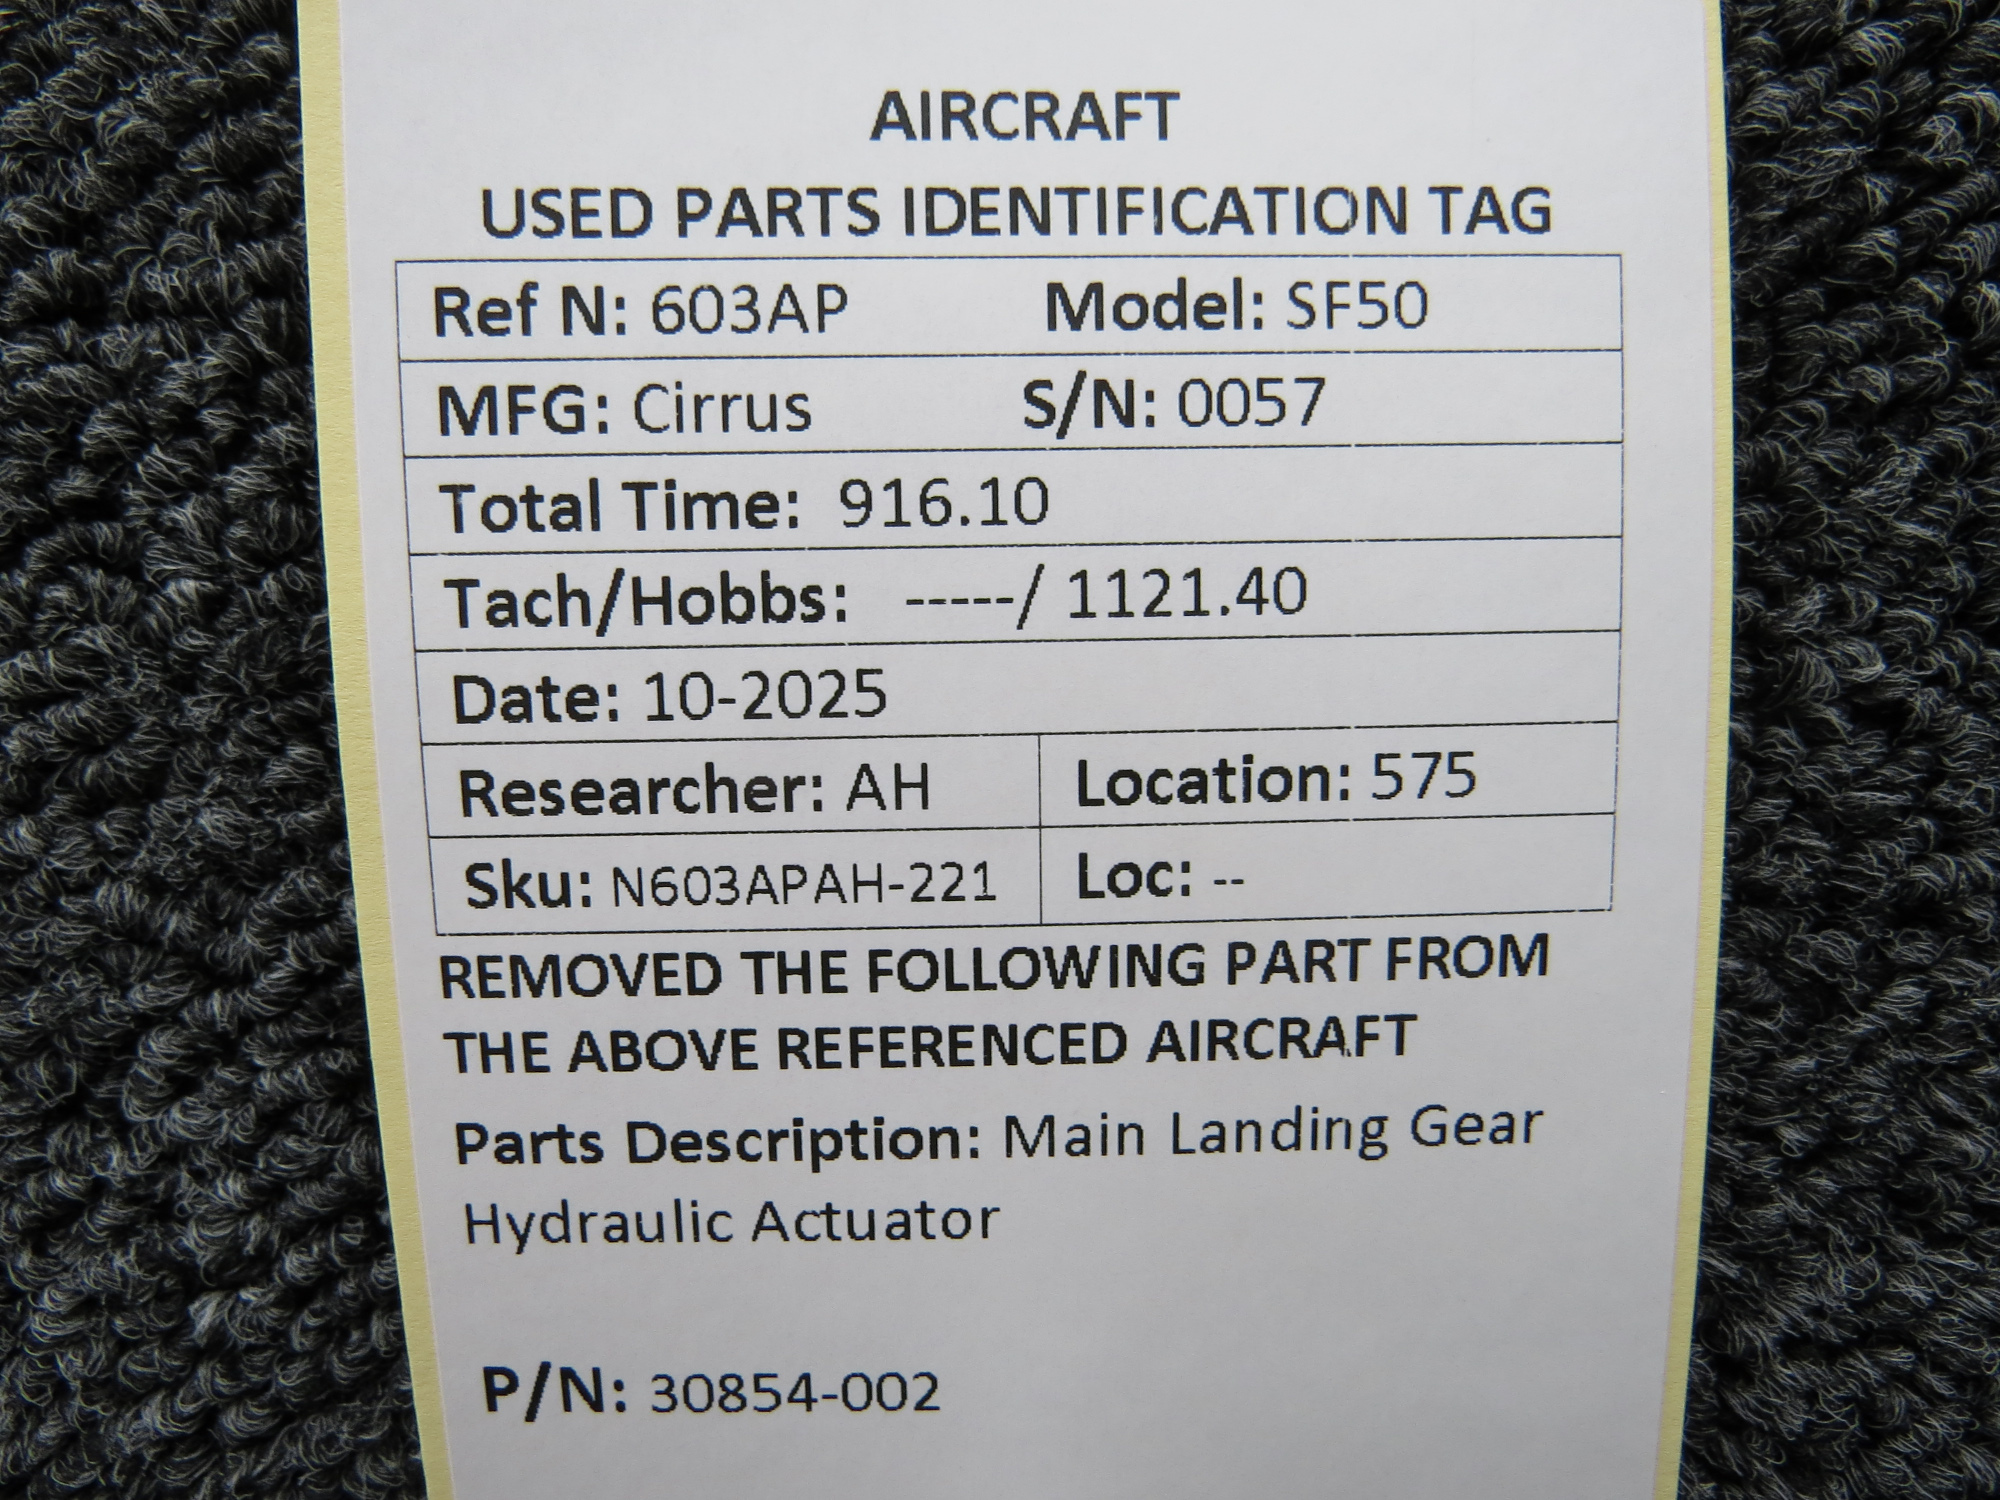 AIRCRAFT
USED PARTS IDENTIFICATION TAG
Ref N: 603AP Model: SF50
MFG: Cirrus S/N: 0057
Total Time: 916.10
Tach/Hobbs: -----/ 1121.40
Date: 10-2025
Researcher: AH Location: 575
Sku: N603APAH-221 Loc: --
REMOVED THE FOLLOWING PART FROM
THE ABOVE REFERENCED AIRCRAFT
Parts Description: Main Landing Gear
Hydraulic Actuator
P/N: 30854-002